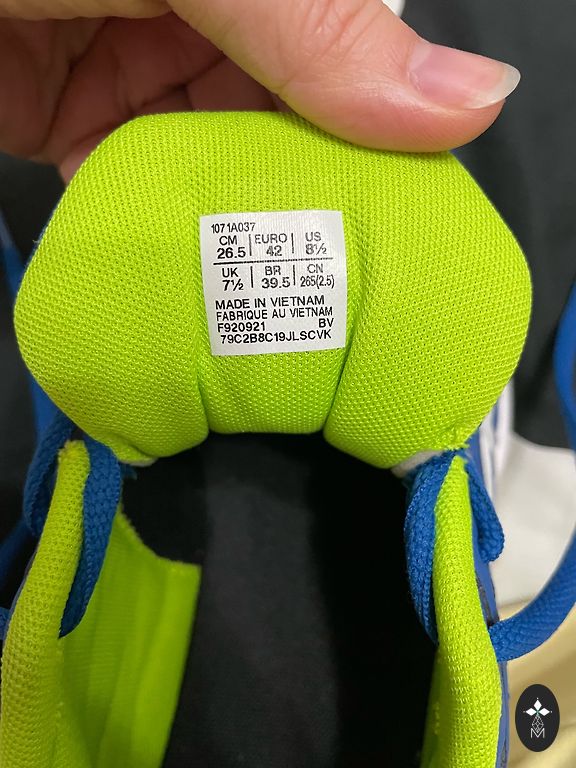 1071A037
CM EURO US
26.5 42 8½
UK BR CN
7½ 39.5 265(2.5)
MADE IN VIETNAM
FABRIQUE AU VIETNAM
F920921 BV
79C2B8C19JLSCVK
M